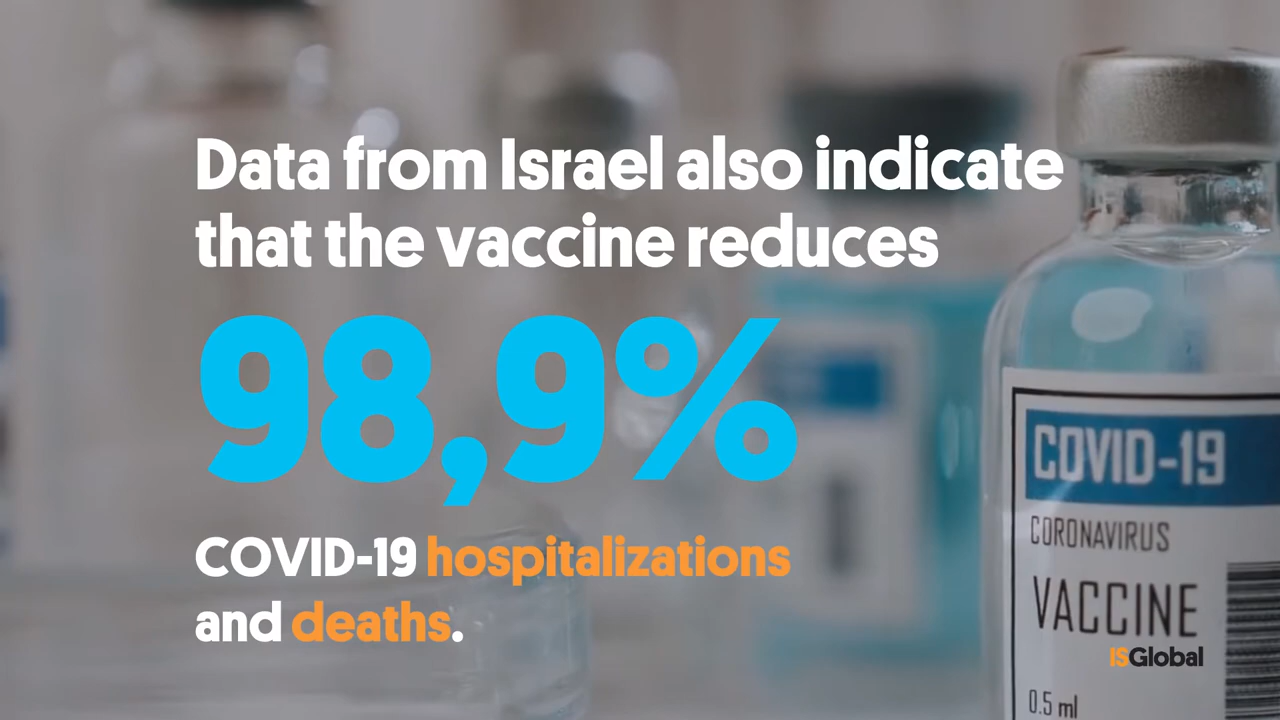 Data from Israel also indicate
that the vaccine reduces
98,9%
COVID-19 hospitalizations
and deaths.
COVID-19
CORONAVIRUS
VACCINE
ISGlobal
0.5 ml